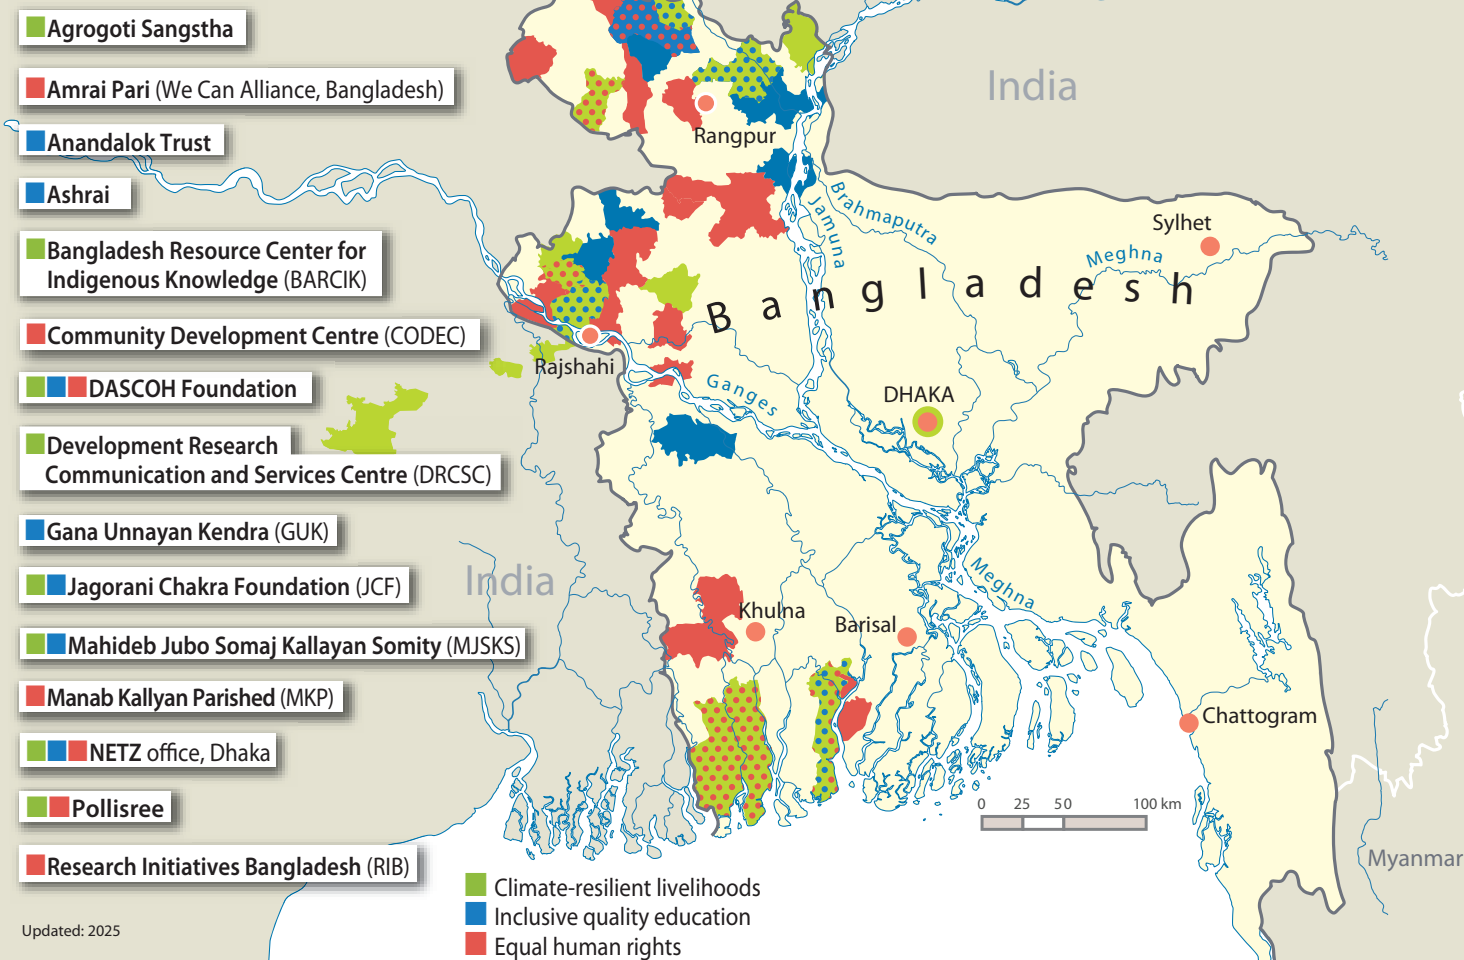 Agrogoti Sangstha
Amrai Pari (We Can Alliance, Bangladesh)
Anandalok Trust
Ashrai
Bangladesh Resource Center for
Indigenous Knowledge (BARCIK)
Community Development Centre (CODEC)
DASCOH Foundation
Development Research
Communication and Services Centre (DRCSC)
Gana Unnayan Kendra (GUK)
Jagorani Chakra Foundation (JCF)
Mahideb Jubo Somaj Kallayan Somity (MJSKS)
Manab Kallyan Parished (MKP)
NETZ office, Dhaka
Pollisree
Research Initiatives Bangladesh (RIB)
Updated: 2025
India
Rangpur
Brahmaputra
Jamuna
Sylhet
Meghna
Bangladesh
Rajshahi
Ganges
DHAKA
India
Meghna
Khulna
Barisal
Chattogram
0 25 50 100 km
Myanmar
Climate-resilient livelihoods
Inclusive quality education
Equal human rights